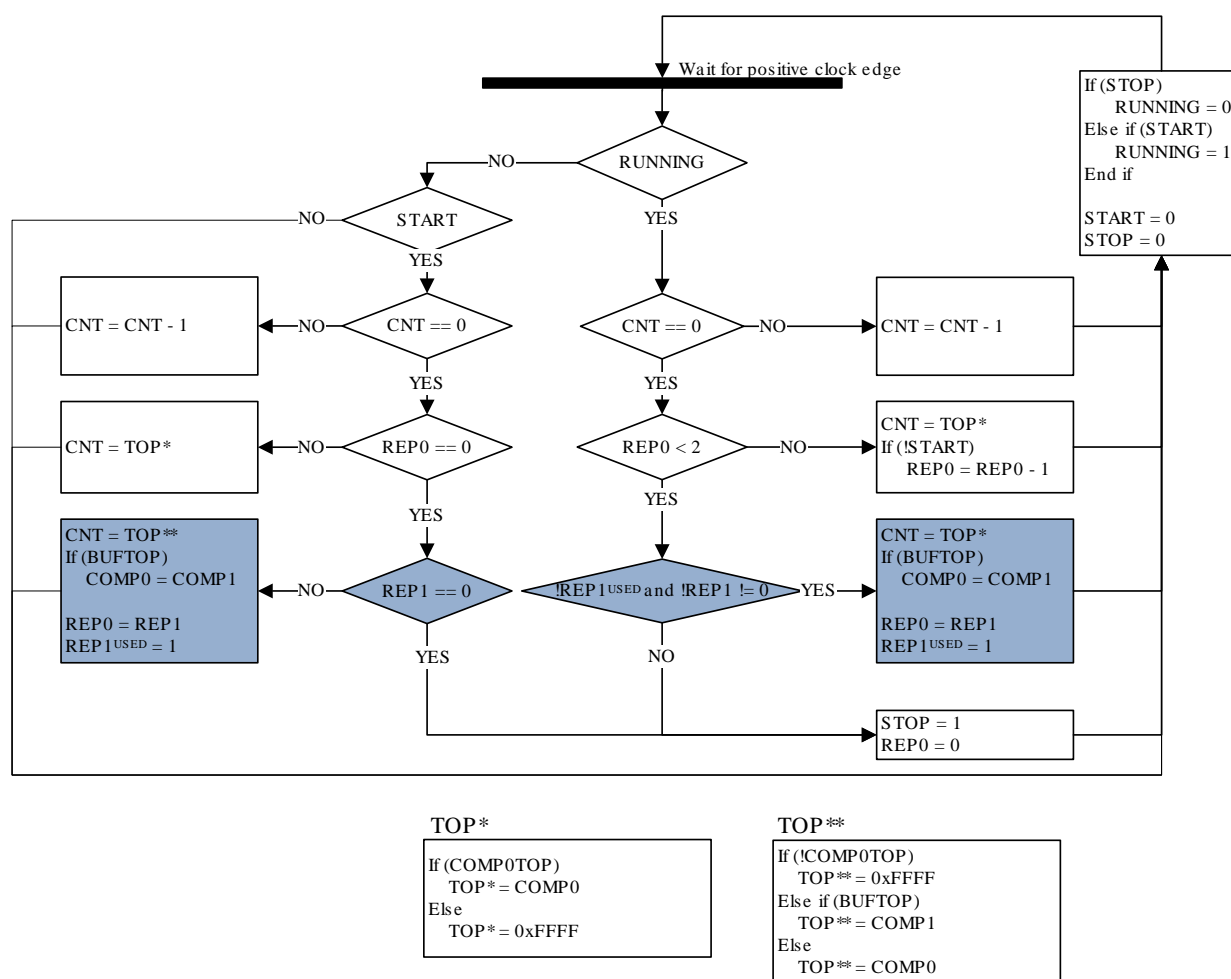 Wait for positive clock edge
If (STOP)
RUNNING = 0
Else if (START)
RUNNING = 1
End if
START = 0
STOP = 0
RUNNING
NO
YES
START
NO
YES
CNT = CNT - 1
NO
CNT == 0
YES
CNT == 0
NO
YES
CNT = CNT - 1
CNT = TOP*
NO
REP0 == 0
YES
REP0 < 2
NO
YES
CNT = TOP*
If (!START)
REP0 = REP0 - 1
CNT = TOP**
If (BUFTOP)
COMP0 = COMP1
REP0 = REP1
REP1USED = 1
NO
REP1 == 0
YES
!REP1USED and !REP1 != 0
YES
NO
CNT = TOP*
If (BUFTOP)
COMP0 = COMP1
REP0 = REP1
REP1USED = 1
STOP = 1
REP0 = 0
TOP*
If (COMP0TOP)
TOP* = COMP0
Else
TOP* = 0xFFFF
TOP**
If (!COMP0TOP)
TOP** = 0xFFFF
Else if (BUFTOP)
TOP** = COMP1
Else
TOP** = COMP0